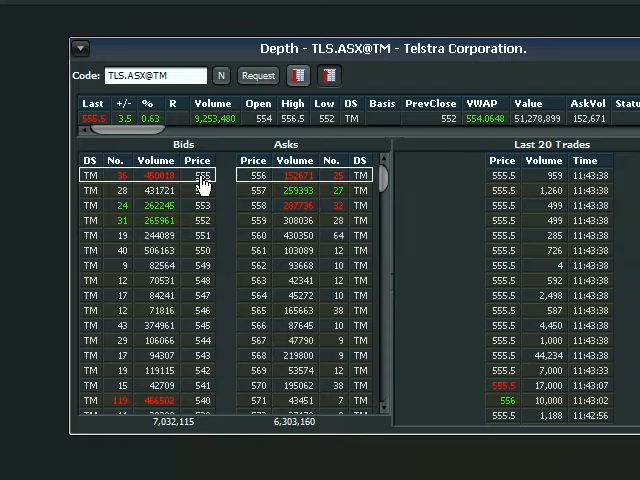 Depth - TLS.ASX@TM - Telstra Corporation.
Code: TLS.ASX@TM N Request
Last +/- % R Volume Open High Low DS Basis PrevClose VWAP Value AskVol Statu
555.5 3.5 0.63 9,253,480 554 556.5 552 TM 552 554.0648 51,278,899 152,671
Bids Asks Last 20 Trades
DS No. Volume Price Price Volume No. DS Price Volume Time
TM 36 450018 555 556 152671 25 TM 555.5 959 11:43:38
TM 28 431721 557 259393 27 TM 555.5 1,260 11:43:38
TM 24 262245 553 558 287736 32 TM 555.5 499 11:43:38
TM 31 265961 552 559 308036 28 TM 555.5 499 11:43:38
TM 19 244089 551 560 430350 64 TM 555.5 285 11:43:38
TM 40 506163 550 561 103089 12 TM 555.5 726 11:43:38
TM 9 82564 549 562 93668 10 TM 555.5 4 11:43:38
TM 12 70531 548 563 42341 12 TM 555.5 592 11:43:38
TM 17 84241 547 564 45272 10 TM 555.5 2,498 11:43:38
TM 12 71816 546 565 165663 38 TM 555.5 587 11:43:38
TM 43 374961 545 566 87645 10 TM 555.5 4,450 11:43:38
TM 29 106066 544 567 47790 9 TM 555.5 1,000 11:43:38
TM 17 94357 543 568 219800 9 TM 555.5 44,234 11:43:38
TM 19 119115 542 569 53574 12 TM 555.5 7,000 11:43:33
TM 15 42709 541 570 195062 38 TM 555.5 17,000 11:43:07
TM 119 466502 540 571 43451 7 TM 556 10,000 11:43:02
555.5 1,188 11:42:56
7,032,115 6,303,160